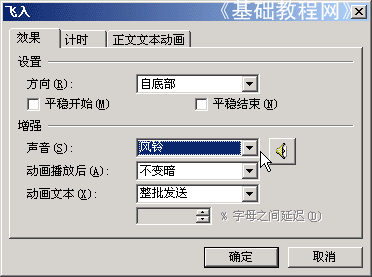 飞入 《基础教程网》
效果 计时 正文文本动画
设置
方向(R): 自底部
平稳开始(M) 平稳结束(N)
增强
声音(S): 风铃
动画播放后(A): 不变暗
动画文本(X): 整批发送
% 字母之间延迟(D)
确定 取消